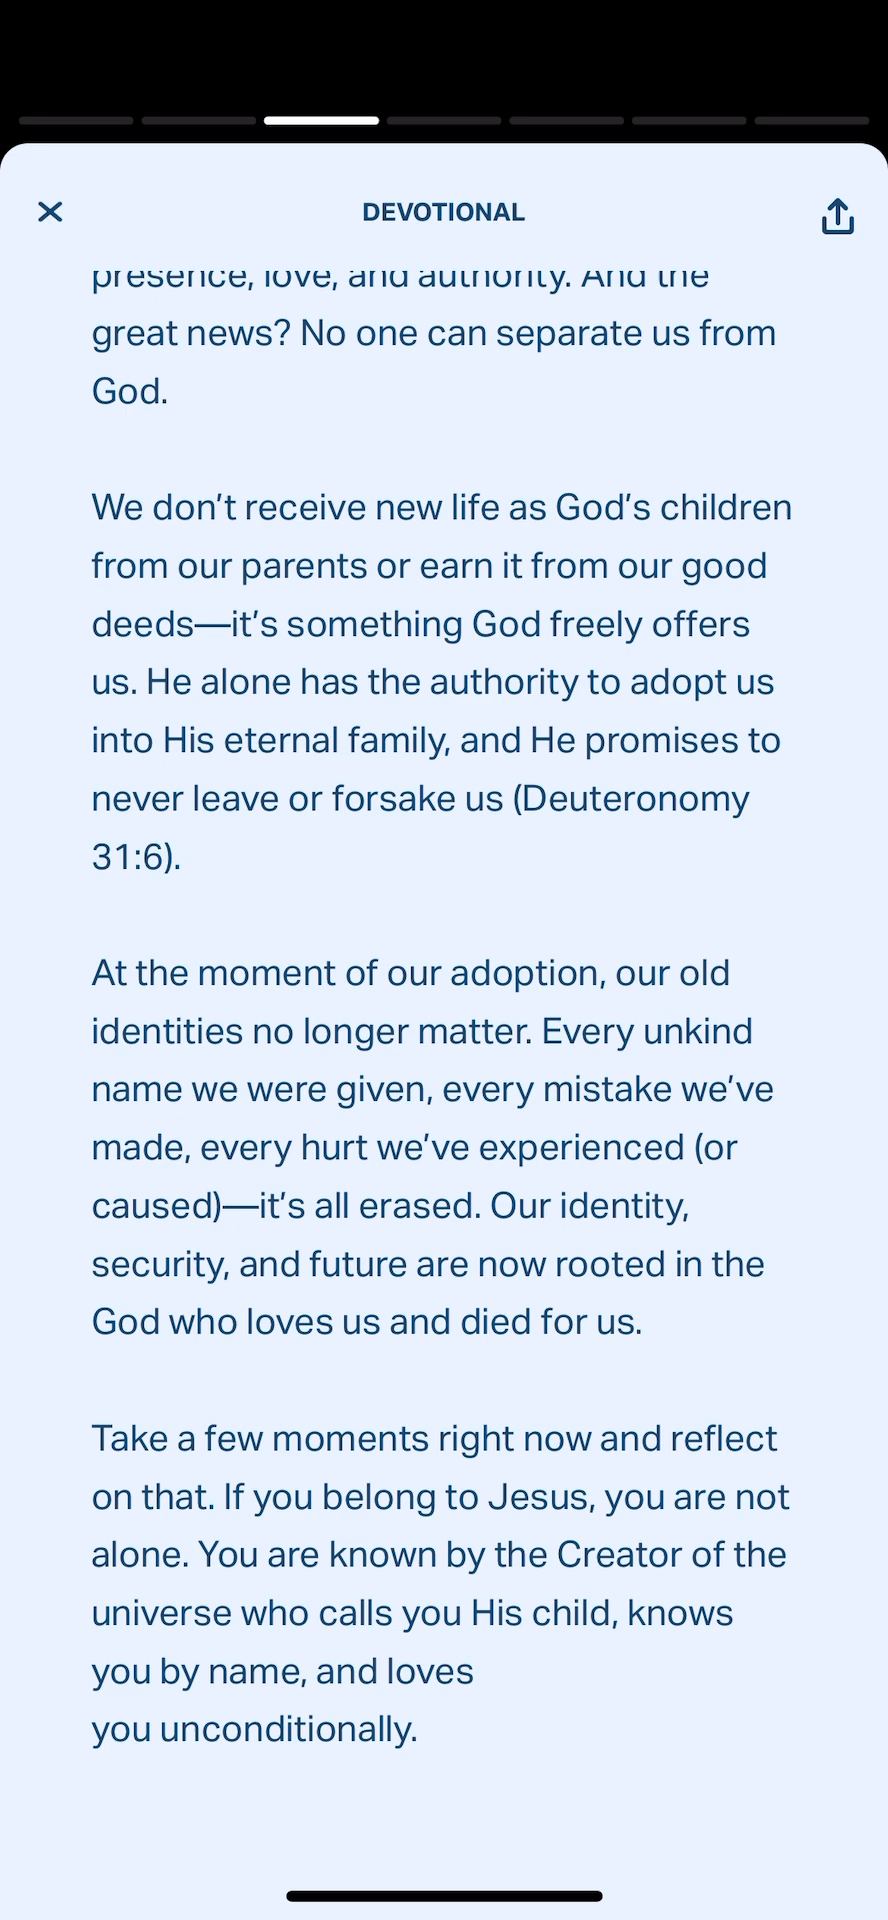 DEVOTIONAL
presence, love, and authority. And the
great news? No one can separate us from
God.
We don’t receive new life as God’s children
from our parents or earn it from our good
deeds—it’s something God freely offers
us. He alone has the authority to adopt us
into His eternal family, and He promises to
never leave or forsake us (Deuteronomy
31:6).
At the moment of our adoption, our old
identities no longer matter. Every unkind
name we were given, every mistake we’ve
made, every hurt we’ve experienced (or
caused)—it’s all erased. Our identity,
security, and future are now rooted in the
God who loves us and died for us.
Take a few moments right now and reflect
on that. If you belong to Jesus, you are not
alone. You are known by the Creator of the
universe who calls you His child, knows
you by name, and loves
you unconditionally.